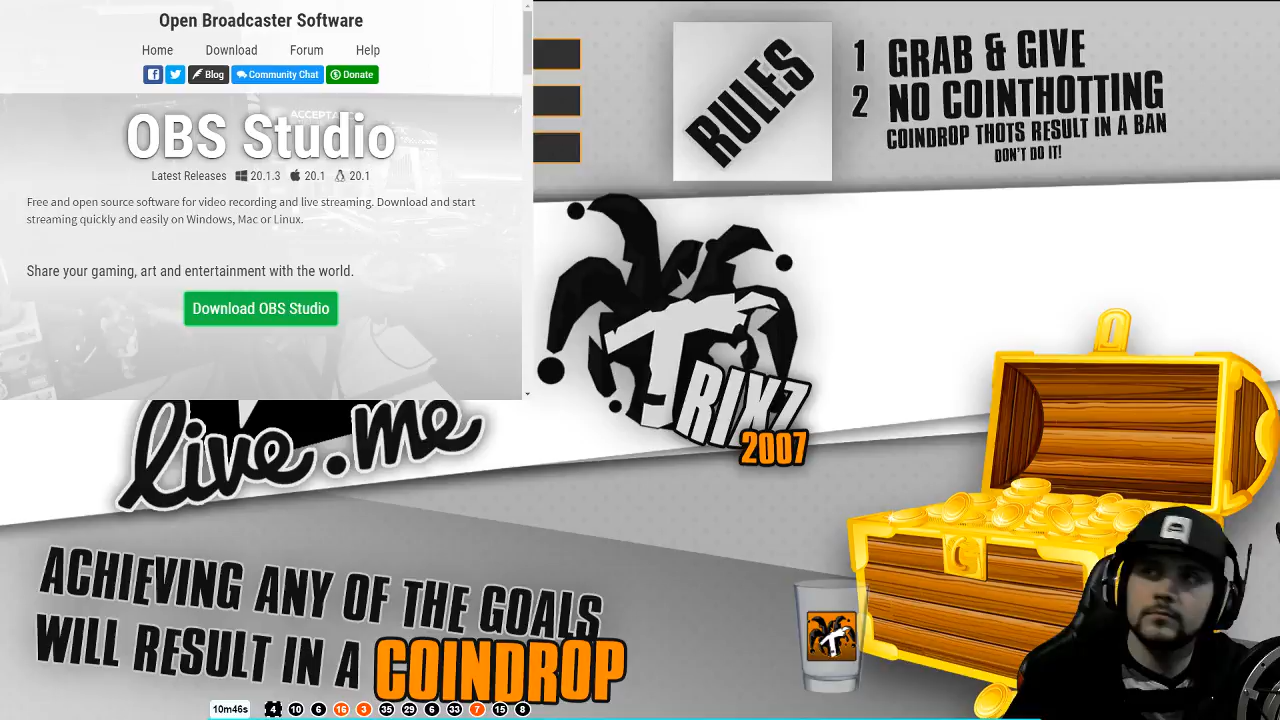 Open Broadcaster Software
Home Download Forum Help
Blog Community Chat Donate
OBS Studio
Latest Releases 20.1.3 20.1 20.1
Free and open source software for video recording and live streaming. Download and start
streaming quickly and easily on Windows, Mac or Linux.
Share your gaming, art and entertainment with the world.
Download OBS Studio
RULES
1 GRAB & GIVE
2 NO COINTHOTTING
COINDROP THOTS RESULT IN A BAN
DON'T DO IT!
TRIXZ
2007
live.me
ACHIEVING ANY OF THE GOALS
WILL RESULT IN A COINDROP
10m46s 4 10 6 16 3 35 29 6 33 7 15 8